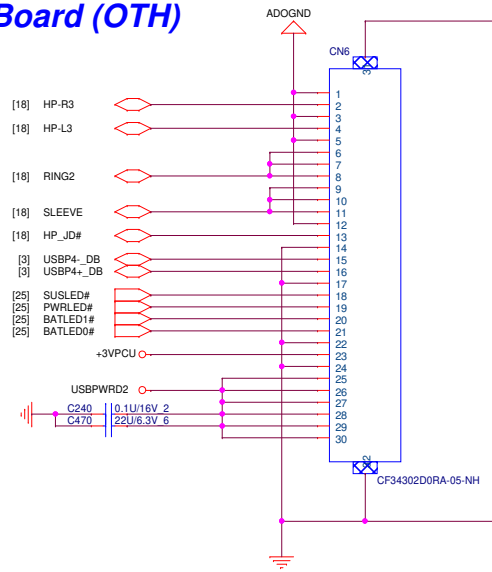 Board (OTH)
ADOGND
CN6
31
1
[18] HP-R3 2
3
[18] HP-L3 4
5
6
7
[18] RING2 8
9
10
[18] SLEEVE 11
12
[18] HP_JD# 13
14
[3] USBP4-_DB 15
[3] USBP4+_DB 16
17
[25] SUSLED# 18
[25] PWRLED# 19
[25] BATLED1# 20
[25] BATLED0# 21
22
+3VPCU 23
24
25
USBPWRD2 26
27
C240 0.1U/16V_2 28
C470 22U/6.3V_6 29
30
32
CF34302D0RA-05-NH